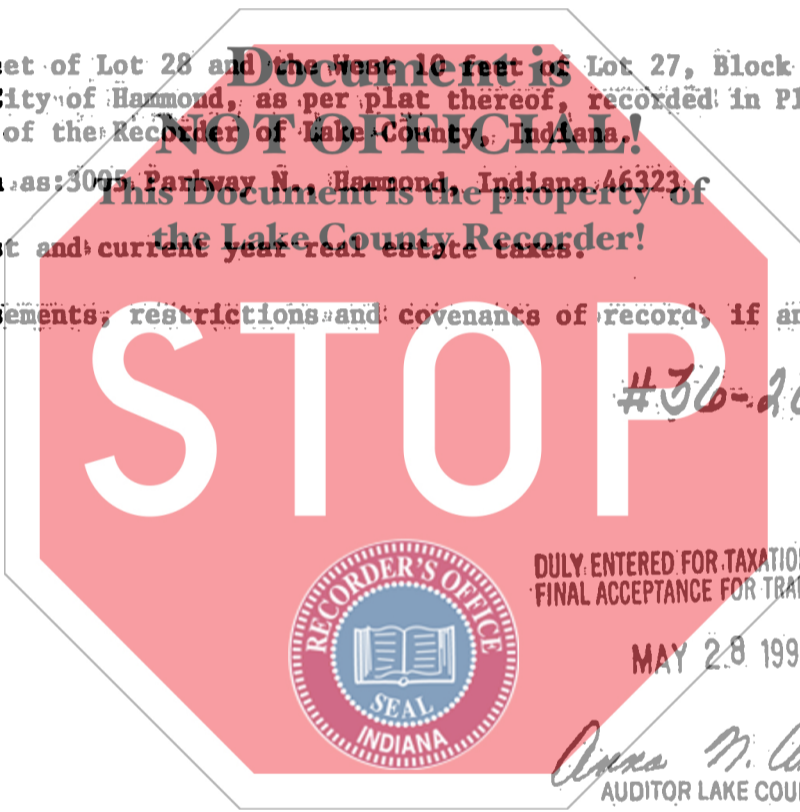 et of Lot 28 and the West 10 feet of Lot 27, Block
Document is
ity of Hammond, as per plat thereof, recorded in Pl
of the Recorder of Lake County, Indiana.
NOT OFFICIAL!
as: 3005 Parkway N., Hammond, Indiana 46323.
This Document is the property of
the Lake County Recorder!
t and current year real estate taxes.
ements, restrictions and covenants of record, if an
STOP
#36-2
DULY ENTERED FOR TAXATIO
FINAL ACCEPTANCE FOR TRA
MAY 28 199
RECORDER'S OFFICE
SEAL
INDIANA
Anna N. 
AUDITOR LAKE COU